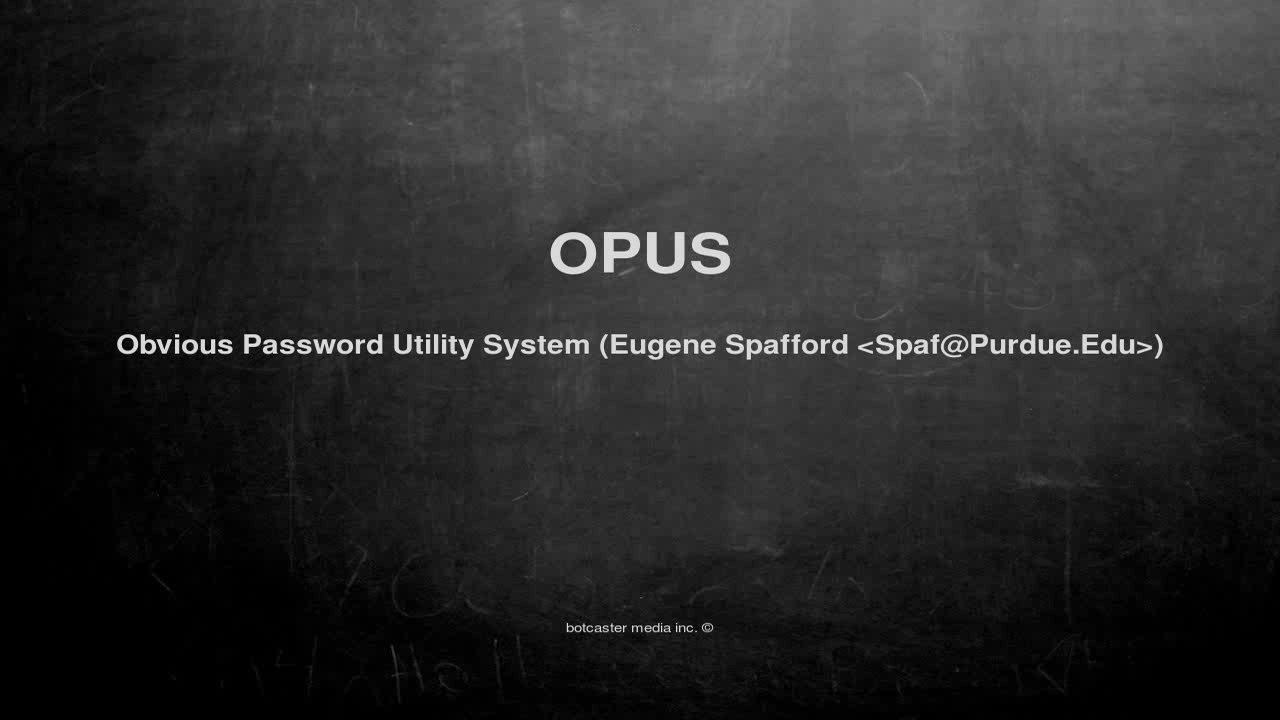 OPUS
Obvious Password Utility System (Eugene Spafford <Spaf@Purdue.Edu>)
botcaster media inc. ©